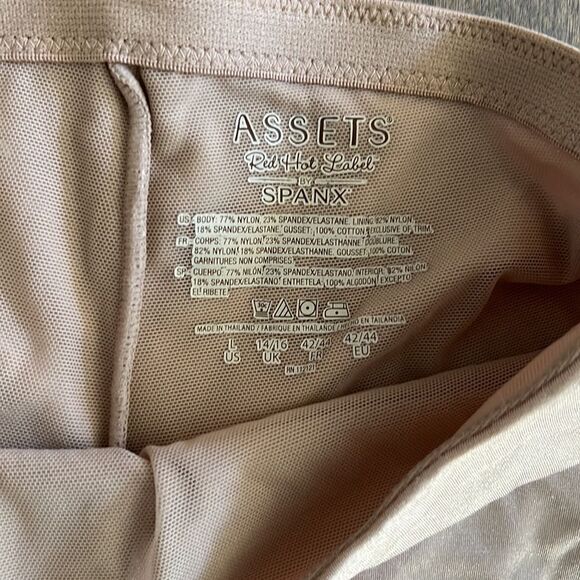 ASSETS
Red Hot Label™
BY
SPANX
US BODY: 77% NYLON, 23% SPANDEX/ELASTANE. LINING: 82% NYLON,
18% SPANDEX/ELASTANE. GUSSET: 100% COTTON EXCLUSIVE OF TRIM.
FR CORPS: 77% NYLON, 23% SPANDEX/ELASTHANNE. DOUBLURE:
82% NYLON, 18% SPANDEX/ELASTHANNE. GOUSSET: 100% COTON
GARNITURES NON COMPRISES
SP CUERPO: 77% NILÓN, 23% SPANDEX/ELASTANO, INTERIOR: 82% NILÓN
18% SPANDEX/ELASTANO ENTRETELA: 100% ALGODON EXCEPTO
EL RIBETE
MADE IN THAILAND / FABRIQUE EN THAILANDE / HECHO EN TAILANDIA
L 14/16 42/44 42/44
US UK FR EU